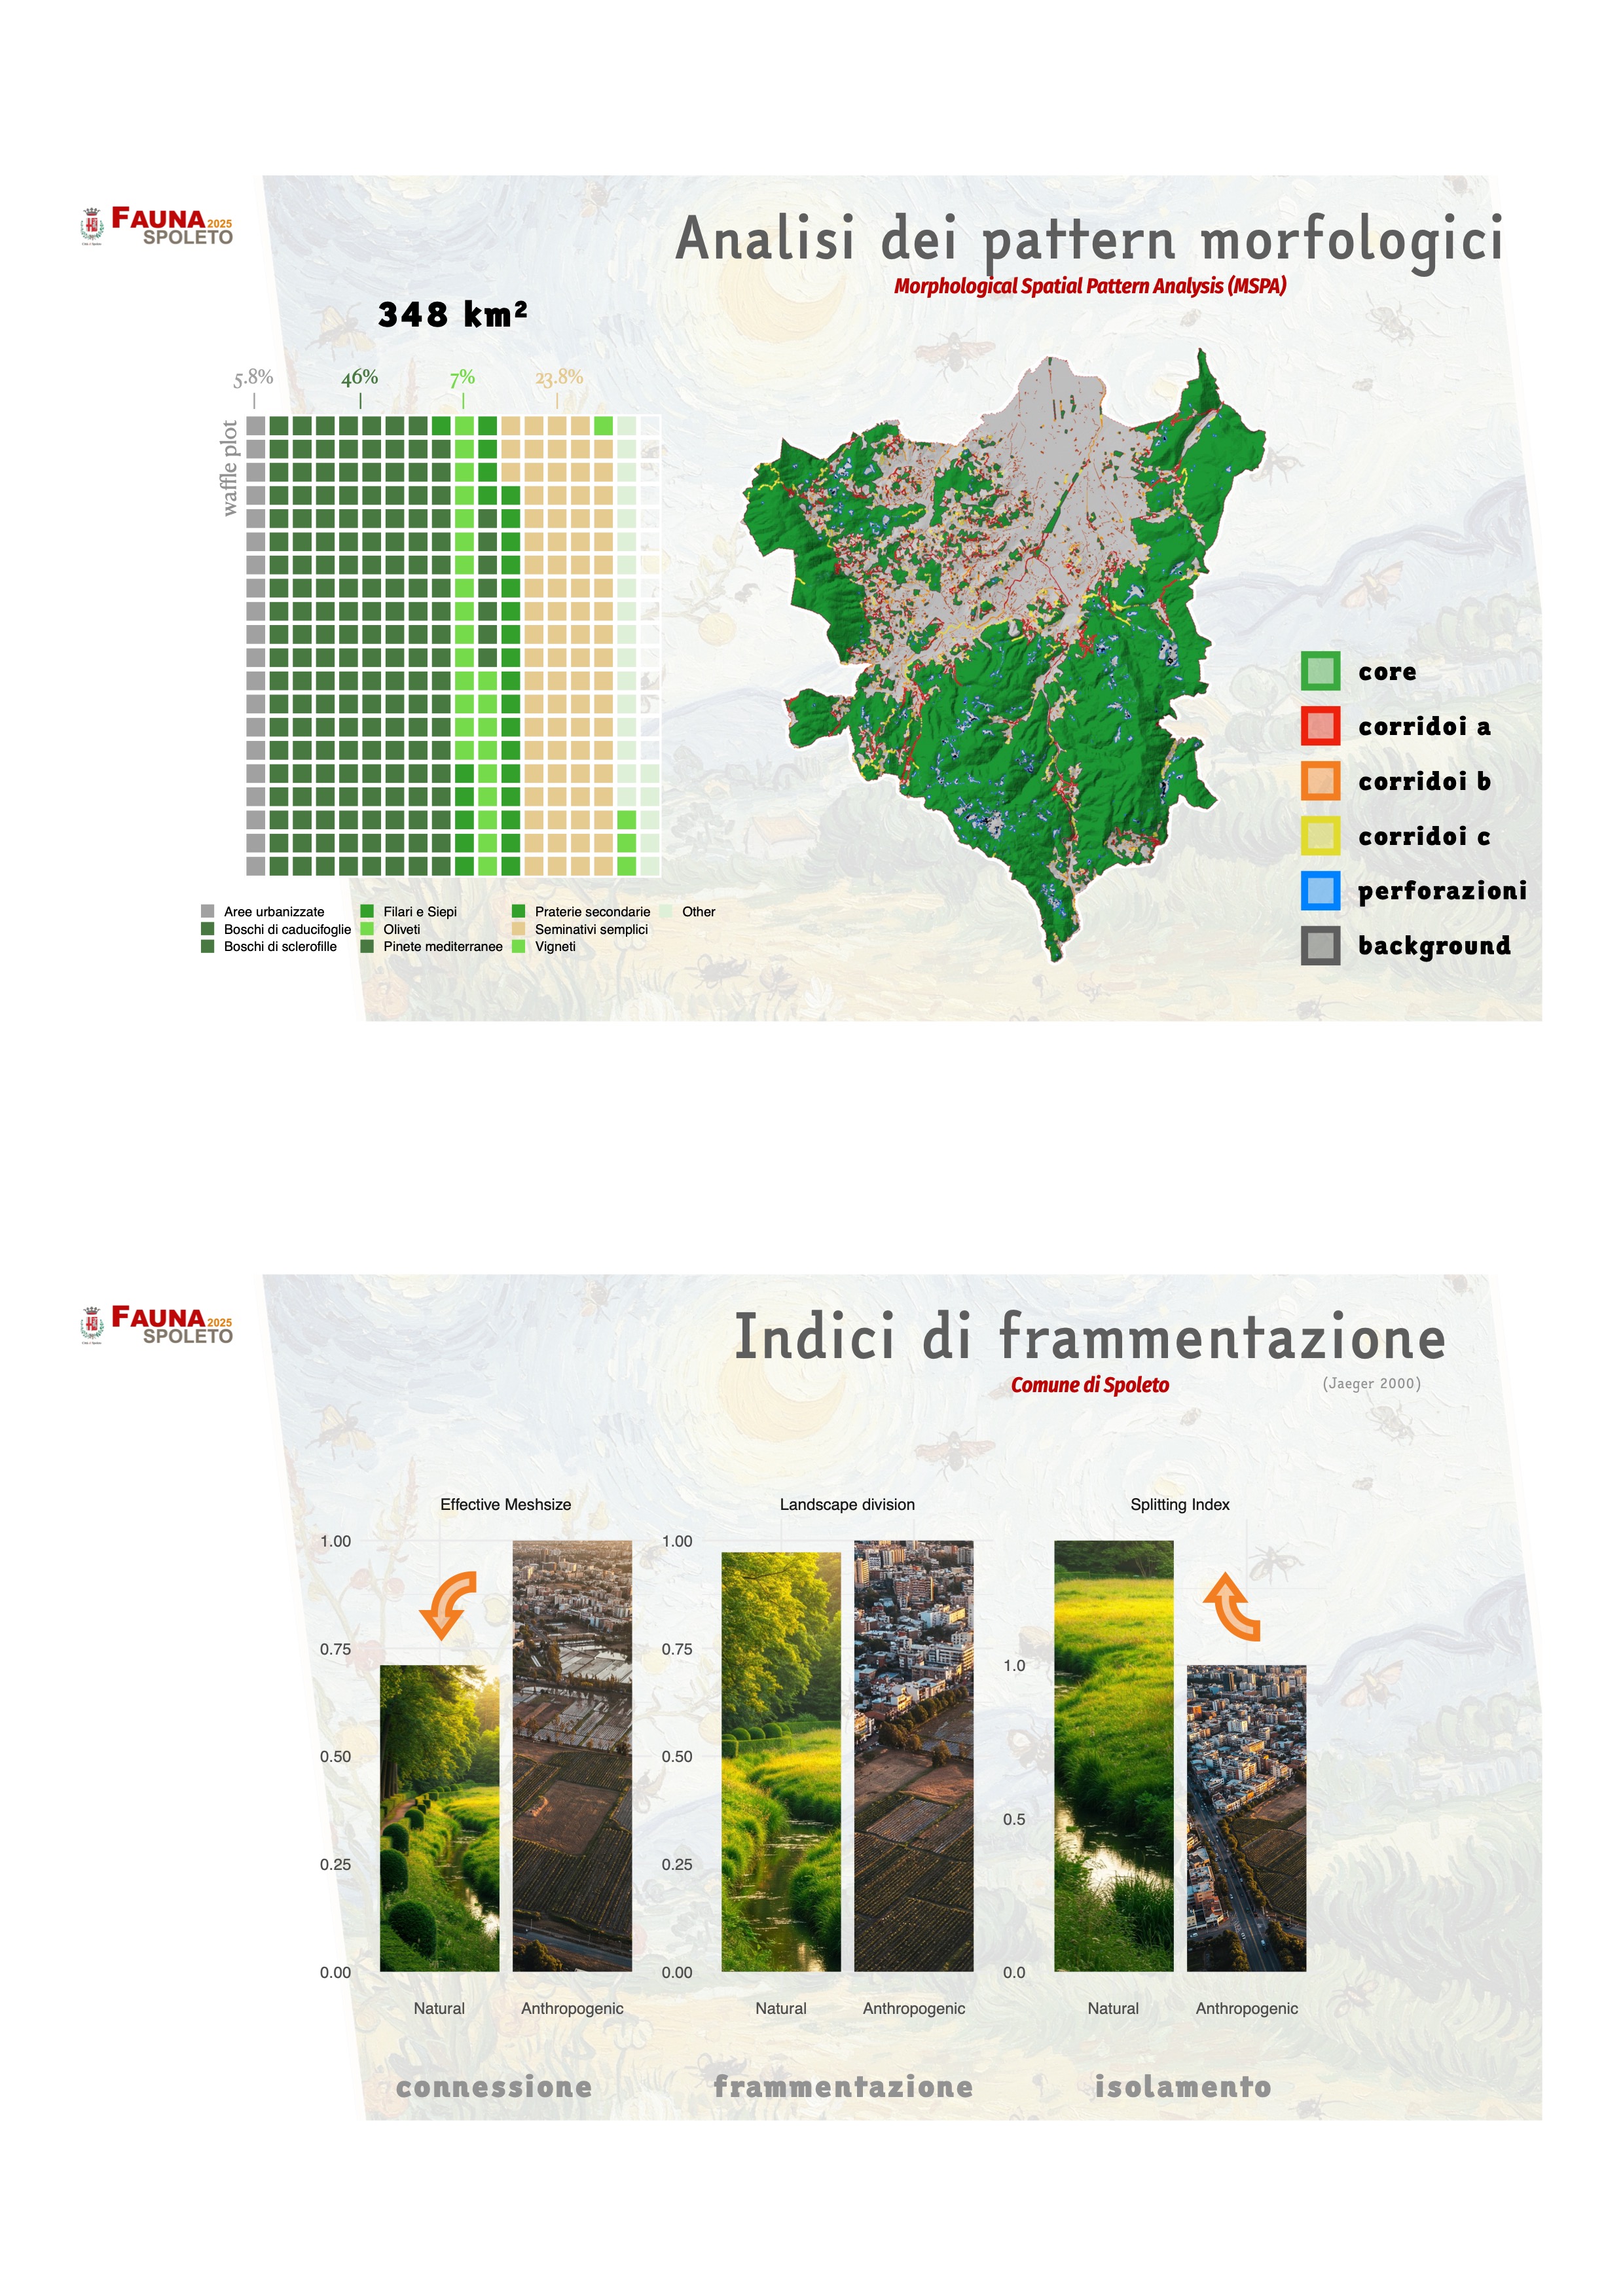 FAUNA 2025
SPOLETO
Analisi dei pattern morfologici
Morphological Spatial Pattern Analysis (MSPA)
348 km²
5.8% 46% 7% 23.8%
waffle plot
Aree urbanizzate
Boschi di caducifoglie
Boschi di sclerofille
Filari e Siepi
Oliveti
Pinete mediterranee
Praterie secondarie
Seminativi semplici
Vigneti
Other
core
corridoi a
corridoi b
corridoi c
perforazioni
background
FAUNA 2025
SPOLETO
Indici di frammentazione
Comune di Spoleto
(Jaeger 2000)
Effective Meshsize
1.00
0.75
0.50
0.25
0.00
Natural Anthropogenic
connessione
Landscape division
1.00
0.75
0.50
0.25
0.00
Natural Anthropogenic
frammentazione
Splitting Index
1.0
0.5
0.0
Natural Anthropogenic
isolamento